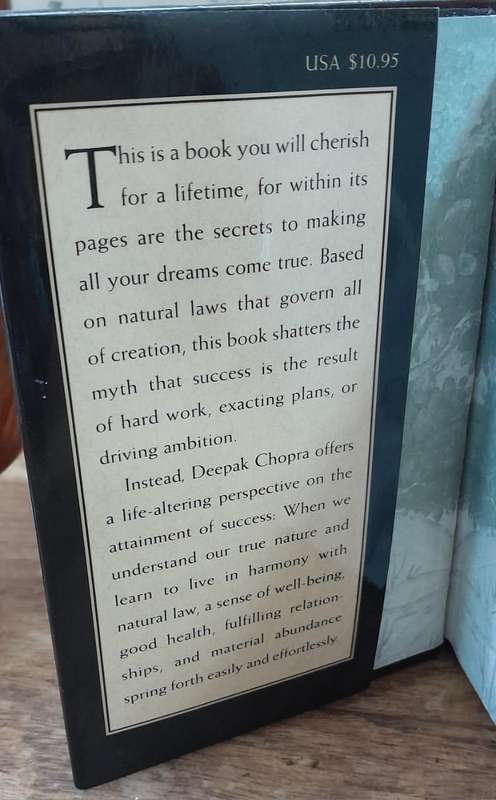 USA $10.95
This is a book you will cherish
for a lifetime, for within its
pages are the secrets to making
all your dreams come true. Based
on natural laws that govern all
of creation, this book shatters the
myth that success is the result
of hard work, exacting plans, or
driving ambition.
Instead, Deepak Chopra offers
a life-altering perspective on the
attainment of success: When we
understand our true nature and
learn to live in harmony with
natural law, a sense of well-being,
good health, fulfilling relation-
ships, and material abundance
spring forth easily and effortlessly.